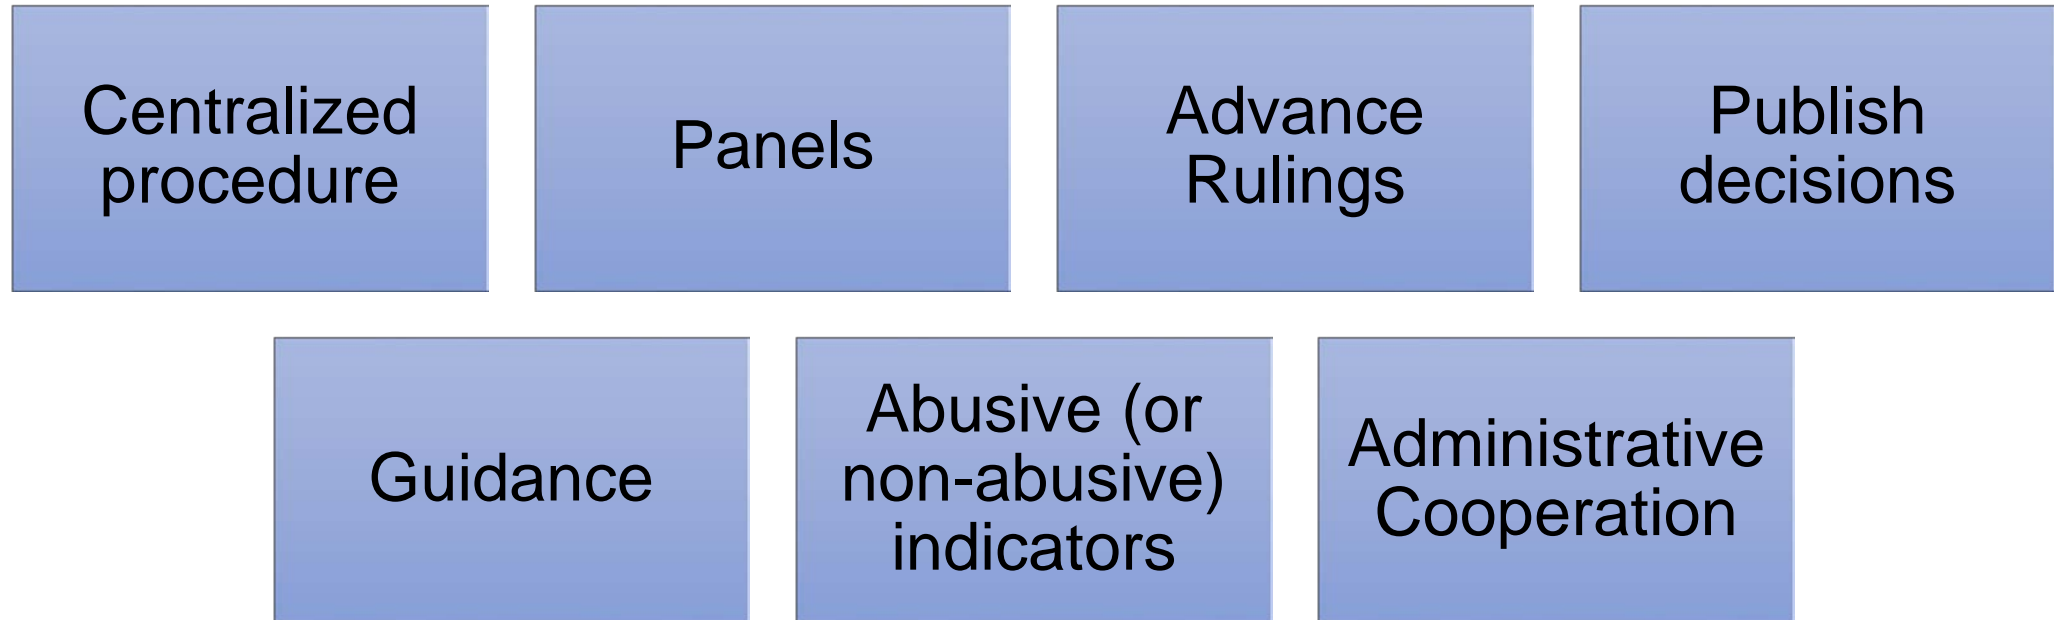 Centralized
procedure
Panels
Advance
Rulings
Publish
decisions
Guidance
Abusive (or
non-abusive)
indicators
Administrative
Cooperation